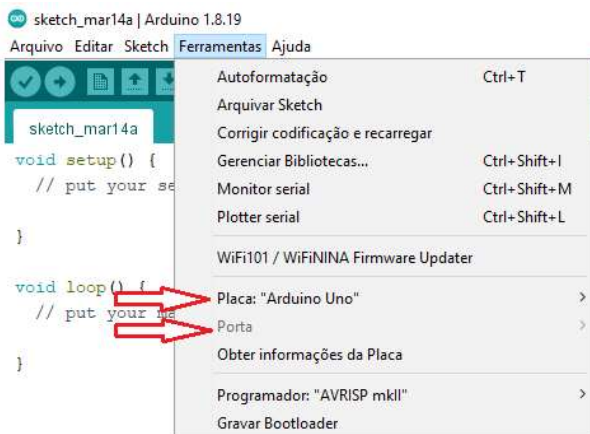 sketch_mar14a | Arduino 1.8.19
Arquivo Editar Sketch Ferramentas Ajuda
sketch_mar14a
void setup() {
// put your se
}
void loop() {
// put your ma
}
Autoformatação Ctrl+T
Arquivar Sketch
Corrigir codificação e recarregar
Gerenciar Bibliotecas... Ctrl+Shift+I
Monitor serial Ctrl+Shift+M
Plotter serial Ctrl+Shift+L
WiFi101 / WiFiNINA Firmware Updater
Placa: "Arduino Uno"
Porta
Obter informações da Placa
Programador: "AVRISP mkII"
Gravar Bootloader